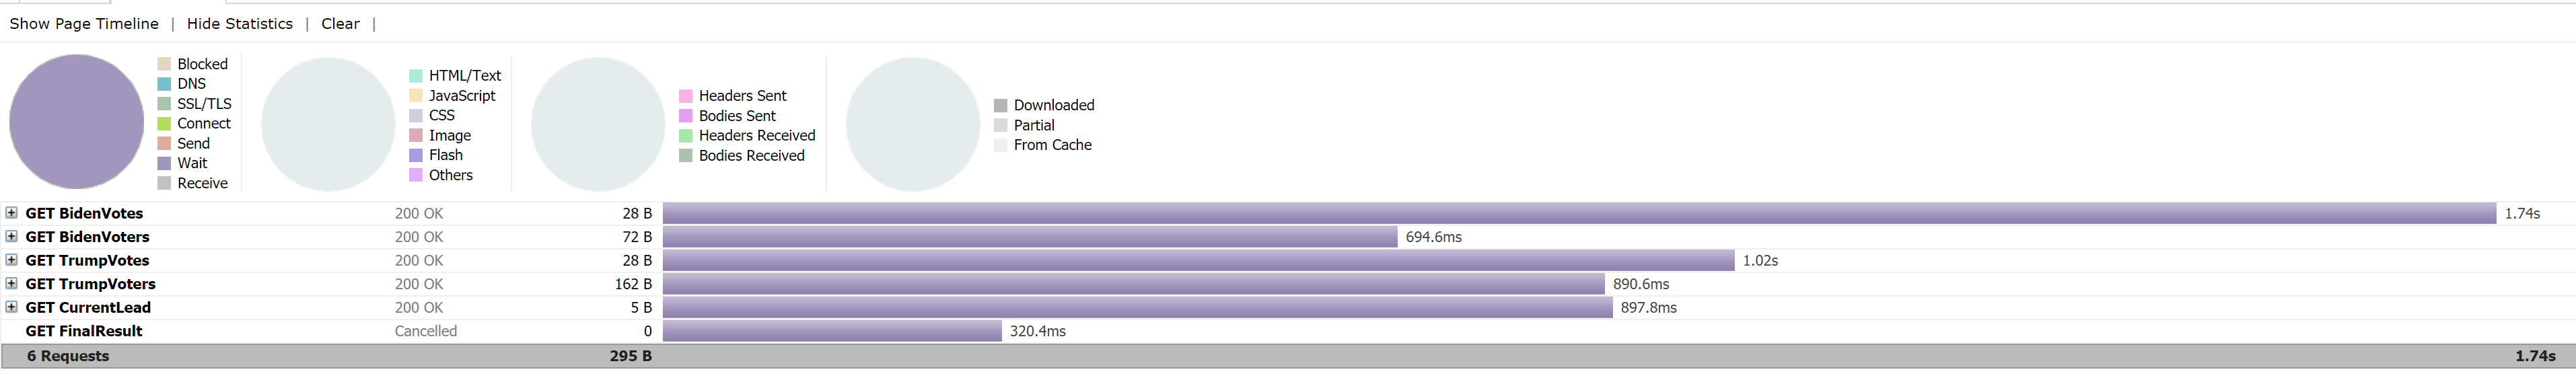 Show Page Timeline | Hide Statistics | Clear |
Blocked
DNS
SSL/TLS
Connect
Send
Wait
Receive
HTML/Text
JavaScript
CSS
Image
Flash
Others
Headers Sent
Bodies Sent
Headers Received
Bodies Received
Downloaded
Partial
From Cache
GET BidenVotes 200 OK 28 B 1.74s
GET BidenVoters 200 OK 72 B 694.6ms
GET TrumpVotes 200 OK 28 B 1.02s
GET TrumpVoters 200 OK 162 B 890.6ms
GET CurrentLead 200 OK 5 B 897.8ms
GET FinalResult Cancelled 0 320.4ms
6 Requests 295 B 1.74s